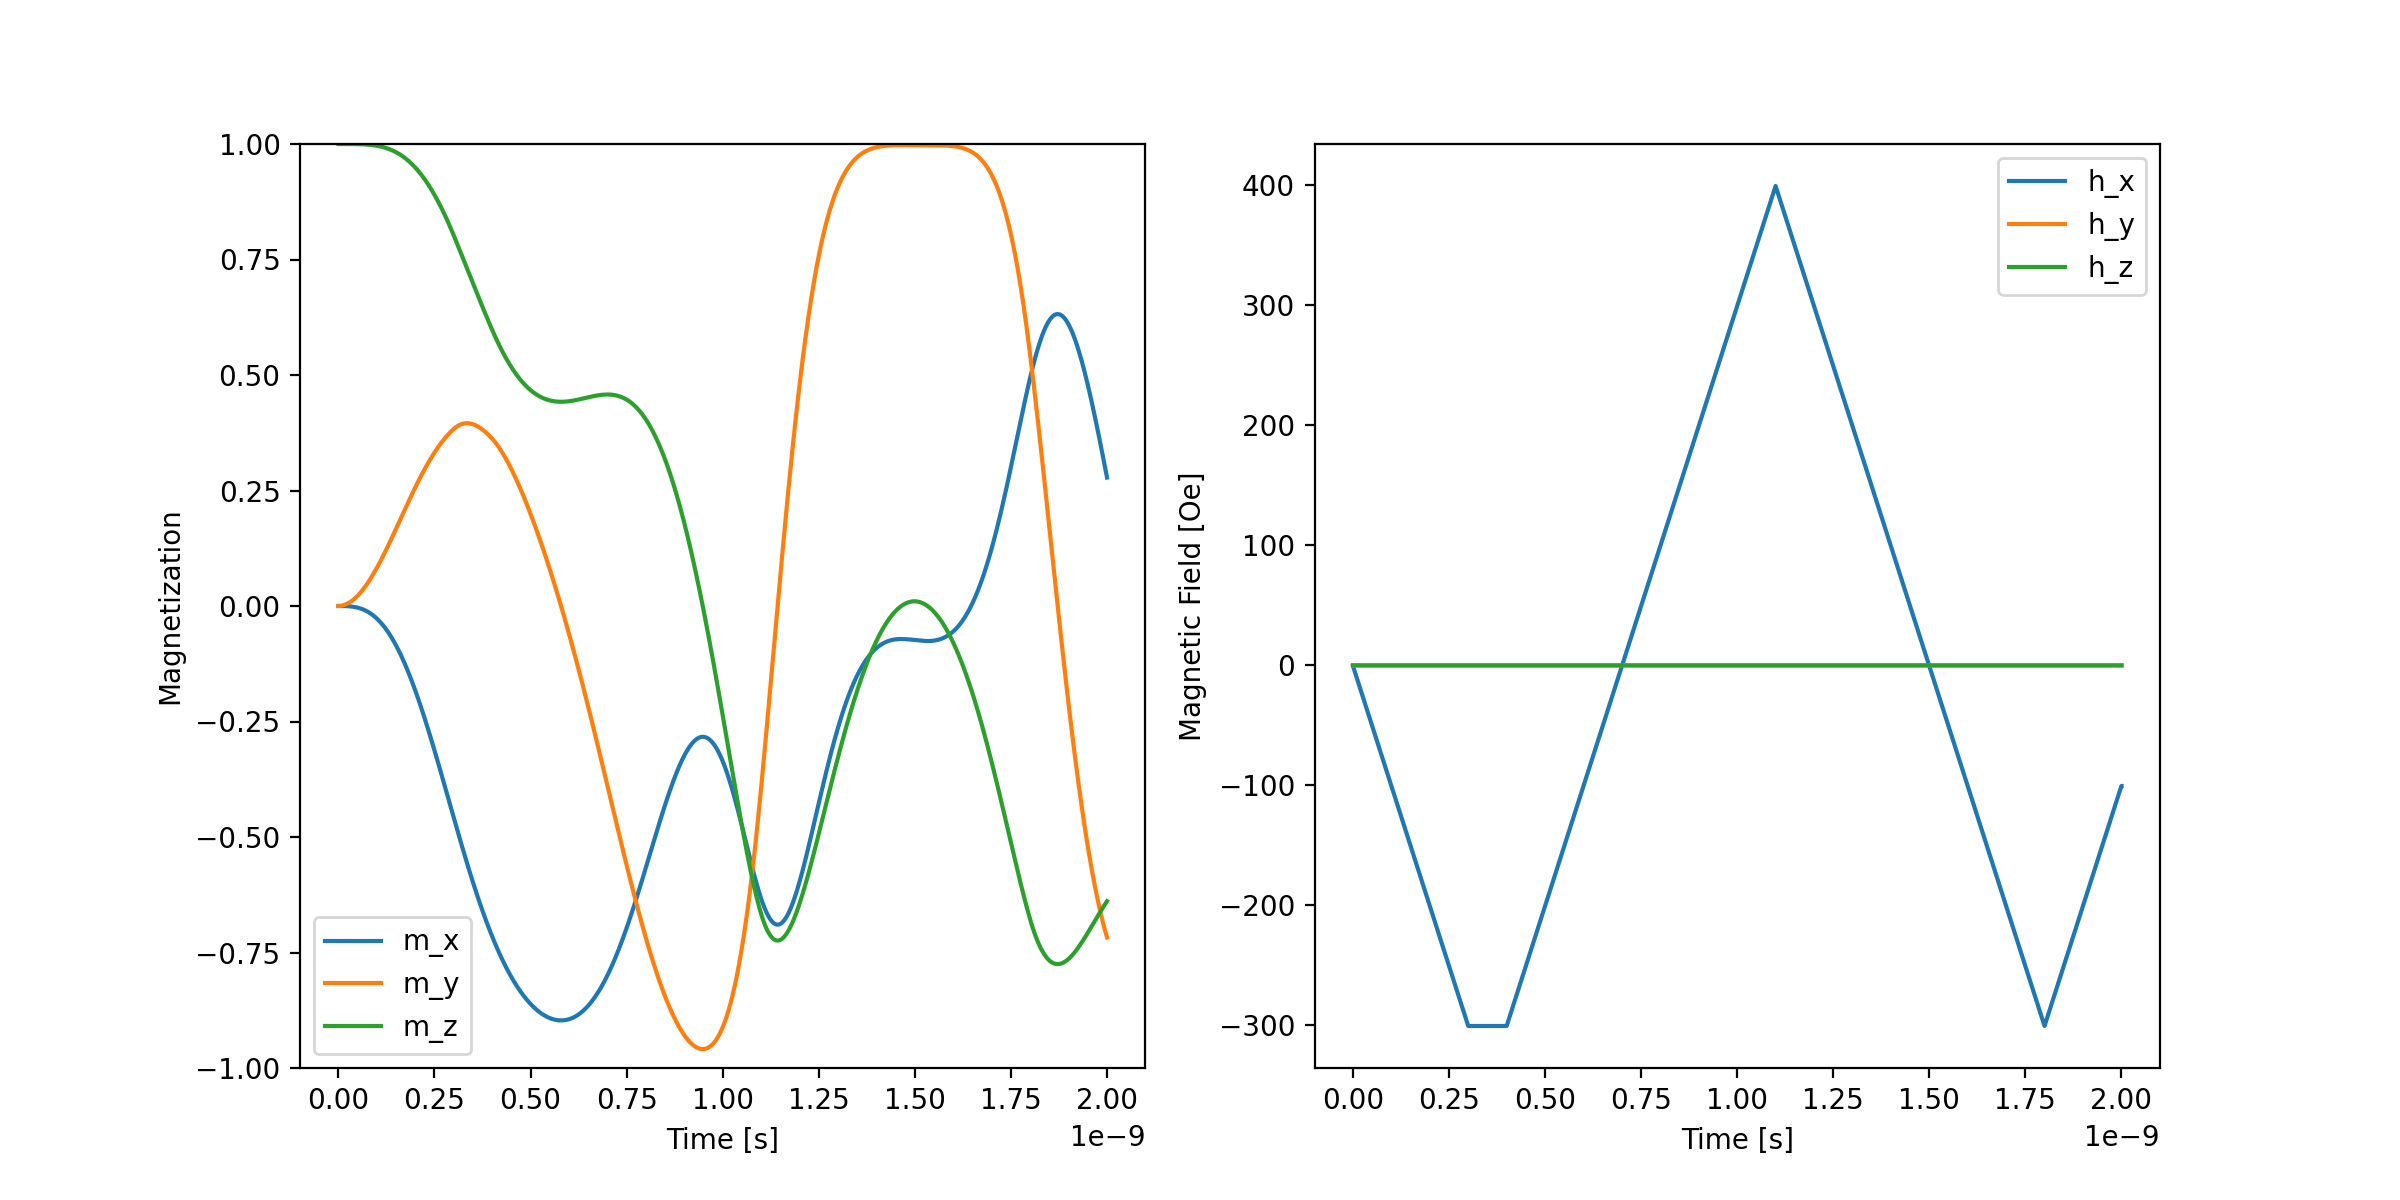 1.00
0.75
0.50
0.25
0.00
−0.25
−0.50
−0.75
−1.00
Magnetization
m_x
m_y
m_z
0.00 0.25 0.50 0.75 1.00 1.25 1.50 1.75 2.00
Time [s]
1e−9
400
300
200
100
0
−100
−200
−300
Magnetic Field [Oe]
h_x
h_y
h_z
0.00 0.25 0.50 0.75 1.00 1.25 1.50 1.75 2.00
Time [s]
1e−9